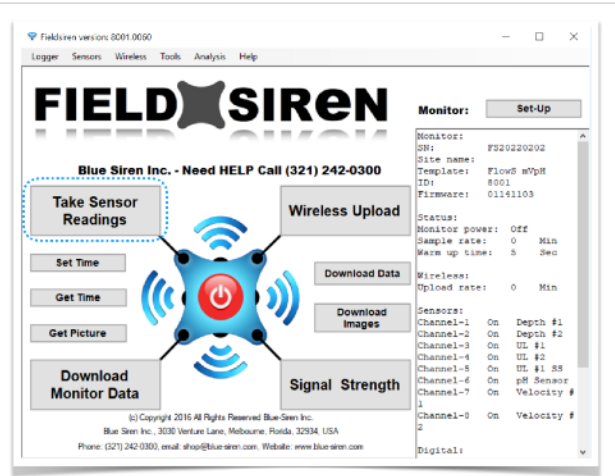 Fieldsiren version: 8001.0060
Logger Sensors Wireless Tools Analysis Help
FIELD SIReN
Blue Siren Inc. - Need HELP Call (321) 242-0300
Take Sensor
Readings
Wireless Upload
Set Time
Get Time
Get Picture
Download Data
Download
Images
Download
Monitor Data
Signal Strength
(c) Copyright 2016 All Rights Reserved Blue-Siren Inc.
Blue Siren Inc., 3030 Venture Lane, Melbourne, Florida, 32934, USA
Phone: (321) 242-0300, email: shop@blue-siren.com, Website: www.blue-siren.com
Monitor: Set-Up
Monitor:
SN: FS20220202
Site name:
Template: FlowS mVpH
ID: 8001
Firmware: 01141103
Status:
Monitor power: Off
Sample rate: 0 Min
Warm up time: 5 Sec
Wireless:
Upload rate: 0 Min
Sensors:
Channel-1 On Depth #1
Channel-2 On Depth #2
Channel-3 On UL #1
Channel-4 On UL #2
Channel-5 On UL #1 SS
Channel-6 On pH Sensor
Channel-7 On Velocity #
1
Channel-8 On Velocity #
2
Digital: